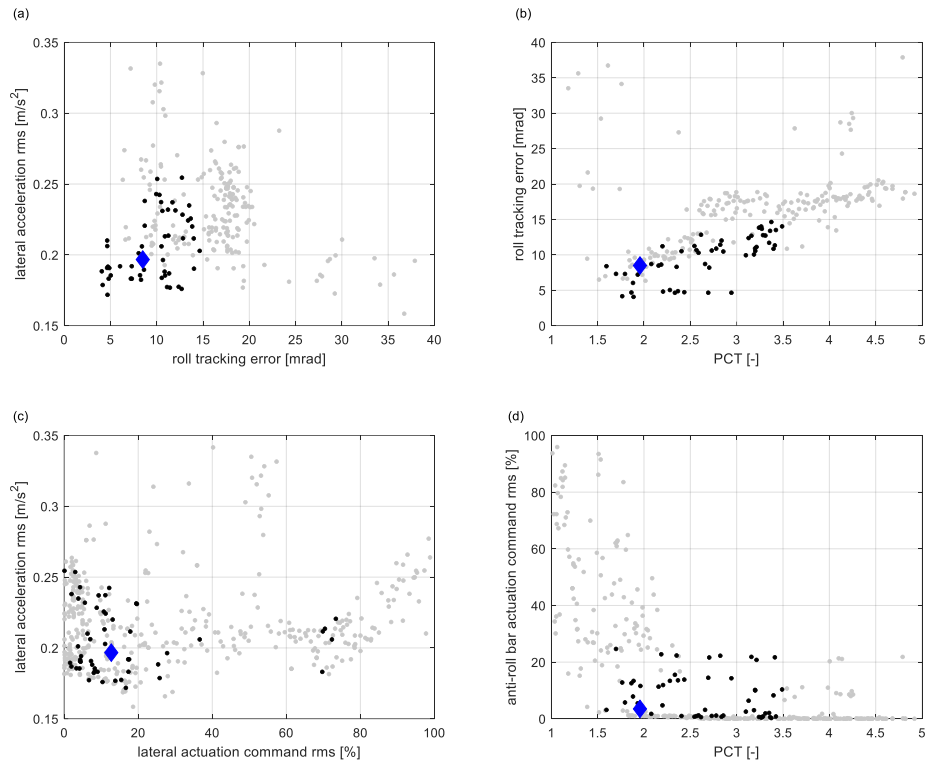 (a)
0.35
0.3
0.25
0.2
0.15
lateral acceleration rms [m/s²]
0 5 10 15 20 25 30 35 40
roll tracking error [mrad]
(b)
40
35
30
25
20
15
10
5
0
roll tracking error [mrad]
1 1.5 2 2.5 3 3.5 4 4.5 5
PCT [-]
(c)
0.35
0.3
0.25
0.2
0.15
lateral acceleration rms [m/s²]
0 20 40 60 80 100
lateral actuation command rms [%]
(d)
100
80
60
40
20
0
anti-roll bar actuation command rms [%]
1 1.5 2 2.5 3 3.5 4 4.5 5
PCT [-]